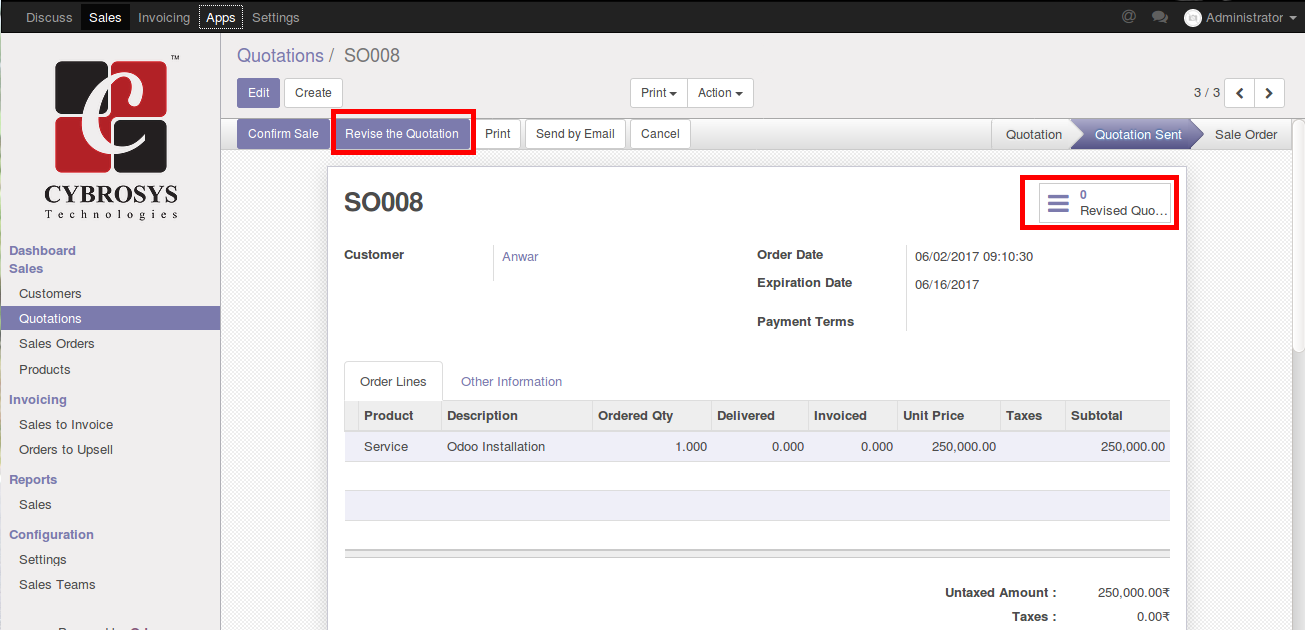 Discuss Sales Invoicing Apps Settings @ Administrator
TM
CYBROSYS
Technologies
Quotations / SO008
Edit Create Print Action 3 / 3
Confirm Sale Revise the Quotation Print Send by Email Cancel Quotation Quotation Sent Sale Order
Dashboard
Sales
Customers
Quotations
Sales Orders
Products
Invoicing
Sales to Invoice
Orders to Upsell
Reports
Sales
Configuration
Settings
Sales Teams
SO008
0
Revised Quo...
Customer Anwar
Order Date 06/02/2017 09:10:30
Expiration Date 06/16/2017
Payment Terms
Order Lines Other Information
Product Description Ordered Qty Delivered Invoiced Unit Price Taxes Subtotal
Service Odoo Installation 1.000 0.000 0.000 250,000.00 250,000.00
Untaxed Amount : 250,000.00₹
Taxes : 0.00₹